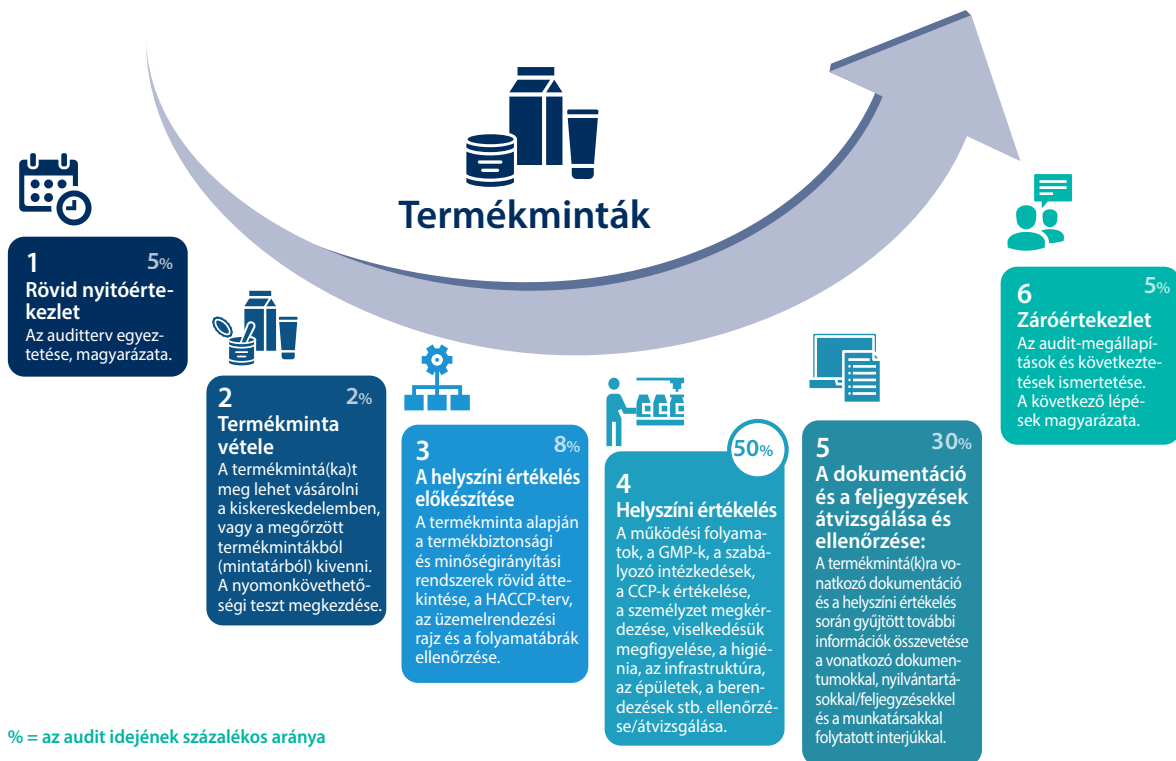 Termékminták
1
5%
Rövid nyitóérte-
kezlet
Az auditterv egyez-
tetése, magyarázata.
2
2%
Termékminta
vétele
A termékmintá(ka)t
meg lehet vásárolni
a kiskereskedelemben,
vagy a megőrzött
termékmintákból
(mintatárból) kivenni.
A nyomonkövethető-
ségi teszt megkezdése.
3
8%
A helyszíni értékelés
előkészítése
A termékminta alapján
a termékbiztonsági
és minőségirányítási
rendszerek rövid átte-
kintése, a HACCP-terv,
az üzemelrendezési
rajz és a folyamatábrák
ellenőrzése.
4
50%
Helyszíni értékelés
A működési folyama-
tok, a GMP-k, a szabá-
lyozó intézkedések,
a CCP-k értékelése,
a személyzet megkér-
dezése, viselkedésük
megfigyelése, a higié-
nia, az infrastruktúra,
az épületek, a beren-
dezések stb. ellenőrzé-
se/átvizsgálása.
5
30%
A dokumentáció
és a feljegyzések
átvizsgálása és
ellenőrzése:
A termékmintá(k)ra vo-
natkozó dokumentáció
és a helyszíni értékelés
során gyűjtött további
információk összevetése
a vonatkozó dokumen-
tumokkal, nyilvántartá-
sokkal/feljegyzésekkel
és a munkatársakkal
folytatott interjúkkal.
6
5%
Záróértekezlet
Az audit-megállapí-
tások és következte-
tések ismertetése.
A következő lépé-
sek magyarázata.
% = az audit idejének százalékos aránya